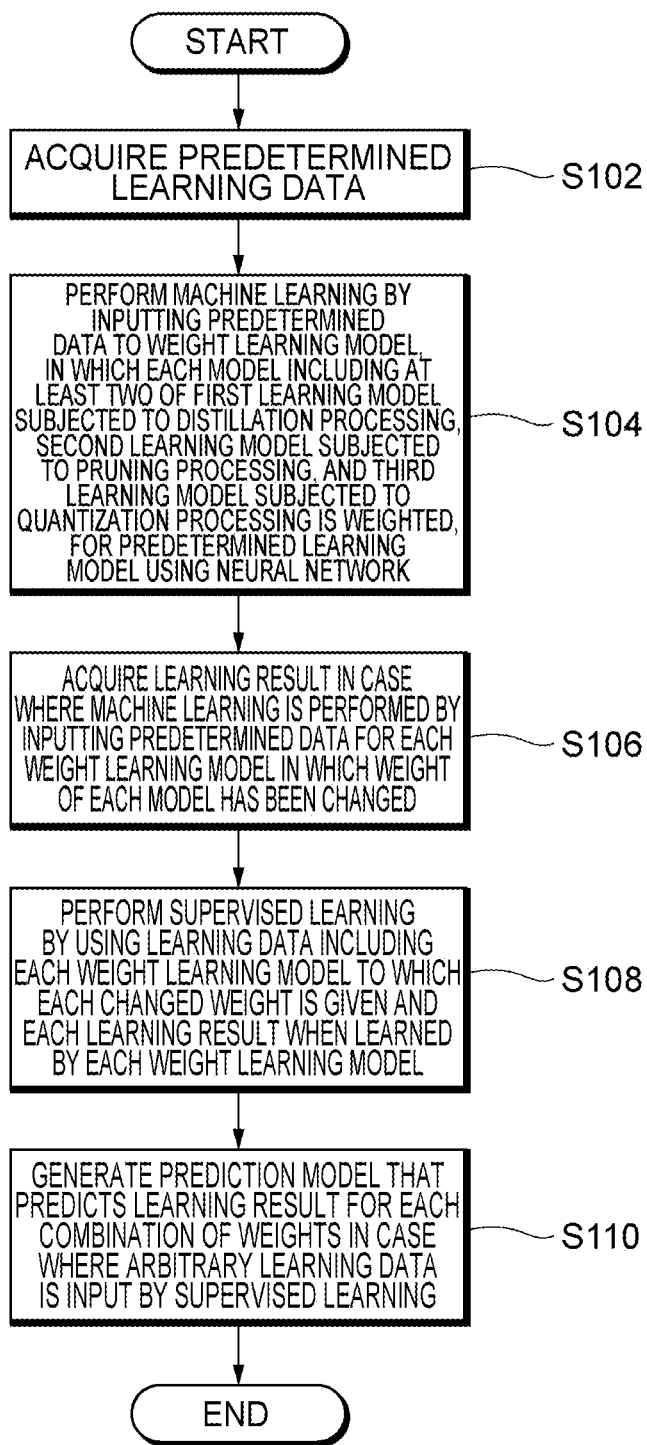 START
ACQUIRE PREDETERMINED
LEARNING DATA
S102
PERFORM MACHINE LEARNING BY
INPUTTING PREDETERMINED
DATA TO WEIGHT LEARNING MODEL,
IN WHICH EACH MODEL INCLUDING AT
LEAST TWO OF FIRST LEARNING MODEL
SUBJECTED TO DISTILLATION PROCESSING,
SECOND LEARNING MODEL SUBJECTED
TO PRUNING PROCESSING, AND THIRD
LEARNING MODEL SUBJECTED TO
QUANTIZATION PROCESSING IS WEIGHTED,
FOR PREDETERMINED LEARNING
MODEL USING NEURAL NETWORK
S104
ACQUIRE LEARNING RESULT IN CASE
WHERE MACHINE LEARNING IS PERFORMED BY
INPUTTING PREDETERMINED DATA FOR EACH
WEIGHT LEARNING MODEL IN WHICH WEIGHT
OF EACH MODEL HAS BEEN CHANGED
S106
PERFORM SUPERVISED LEARNING
BY USING LEARNING DATA INCLUDING
EACH WEIGHT LEARNING MODEL TO WHICH
EACH CHANGED WEIGHT IS GIVEN AND
EACH LEARNING RESULT WHEN LEARNED
BY EACH WEIGHT LEARNING MODEL
S108
GENERATE PREDICTION MODEL THAT
PREDICTS LEARNING RESULT FOR EACH
COMBINATION OF WEIGHTS IN CASE
WHERE ARBITRARY LEARNING DATA
IS INPUT BY SUPERVISED LEARNING
S110
END